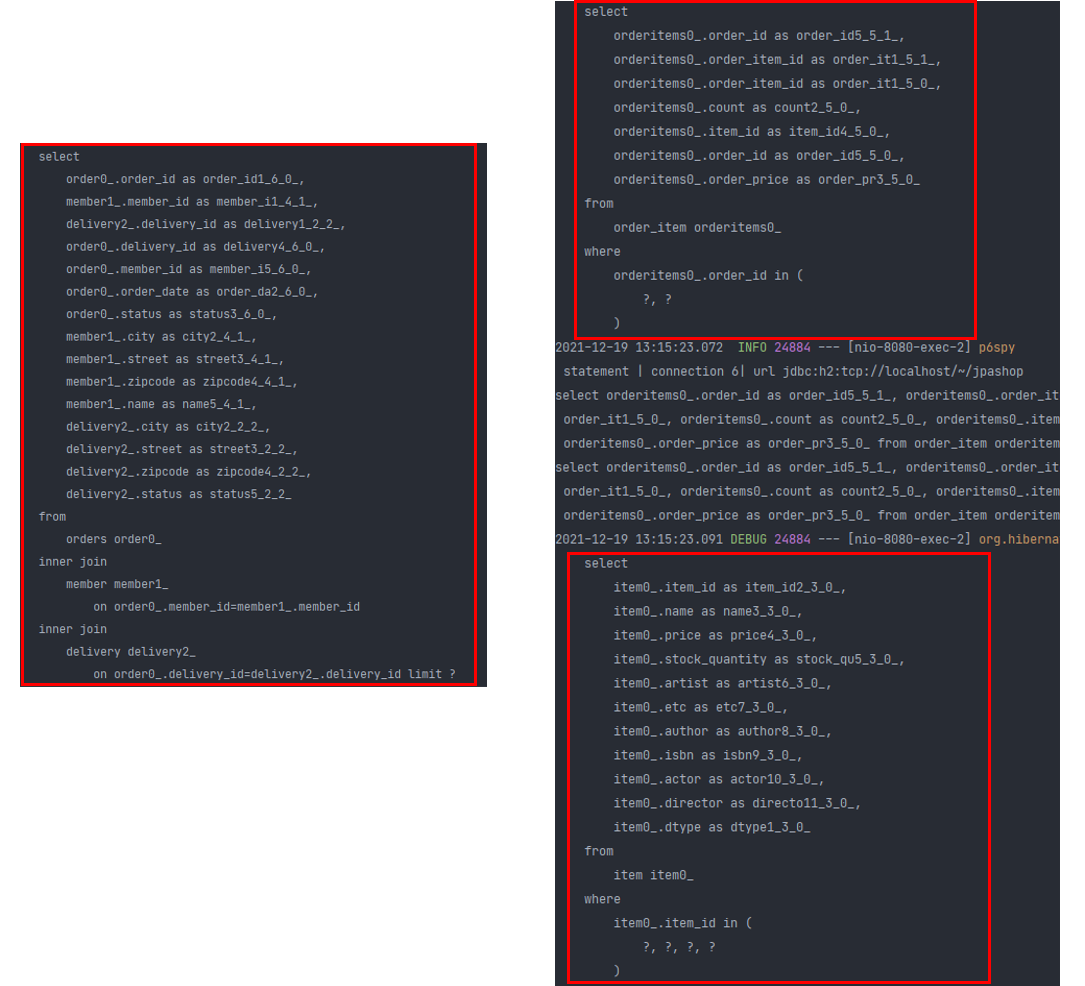 select
order0_.order_id as order_id1_6_0_,
member1_.member_id as member_i1_4_1_,
delivery2_.delivery_id as delivery1_2_2_,
order0_.delivery_id as delivery4_6_0_,
order0_.member_id as member_i5_6_0_,
order0_.order_date as order_da2_6_0_,
order0_.status as status3_6_0_,
member1_.city as city2_4_1_,
member1_.street as street3_4_1_,
member1_.zipcode as zipcode4_4_1_,
member1_.name as name5_4_1_,
delivery2_.city as city2_2_2_,
delivery2_.street as street3_2_2_,
delivery2_.zipcode as zipcode4_2_2_,
delivery2_.status as status5_2_2_
from
orders order0_
inner join
member member1_
on order0_.member_id=member1_.member_id
inner join
delivery delivery2_
on order0_.delivery_id=delivery2_.delivery_id limit ?
select
orderitems0_.order_id as order_id5_5_1_,
orderitems0_.order_item_id as order_it1_5_1_,
orderitems0_.order_item_id as order_it1_5_0_,
orderitems0_.count as count2_5_0_,
orderitems0_.item_id as item_id4_5_0_,
orderitems0_.order_id as order_id5_5_0_,
orderitems0_.order_price as order_pr3_5_0_
from
order_item orderitems0_
where
orderitems0_.order_id in (
?, ?
)
2021-12-19 13:15:23.072  INFO 24884 --- [nio-8080-exec-2] p6spy
statement | connection 6| url jdbc:h2:tcp://localhost/~/jpashop
select orderitems0_.order_id as order_id5_5_1_, orderitems0_.order_it
order_it1_5_0_, orderitems0_.count as count2_5_0_, orderitems0_.item
orderitems0_.order_price as order_pr3_5_0_ from order_item orderitem
select orderitems0_.order_id as order_id5_5_1_, orderitems0_.order_it
order_it1_5_0_, orderitems0_.count as count2_5_0_, orderitems0_.item
orderitems0_.order_price as order_pr3_5_0_ from order_item orderitem
2021-12-19 13:15:23.091 DEBUG 24884 --- [nio-8080-exec-2] org.hiberna
select
item0_.item_id as item_id2_3_0_,
item0_.name as name3_3_0_,
item0_.price as price4_3_0_,
item0_.stock_quantity as stock_qu5_3_0_,
item0_.artist as artist6_3_0_,
item0_.etc as etc7_3_0_,
item0_.author as author8_3_0_,
item0_.isbn as isbn9_3_0_,
item0_.actor as actor10_3_0_,
item0_.director as directo11_3_0_,
item0_.dtype as dtype1_3_0_
from
item item0_
where
item0_.item_id in (
?, ?, ?, ?
)